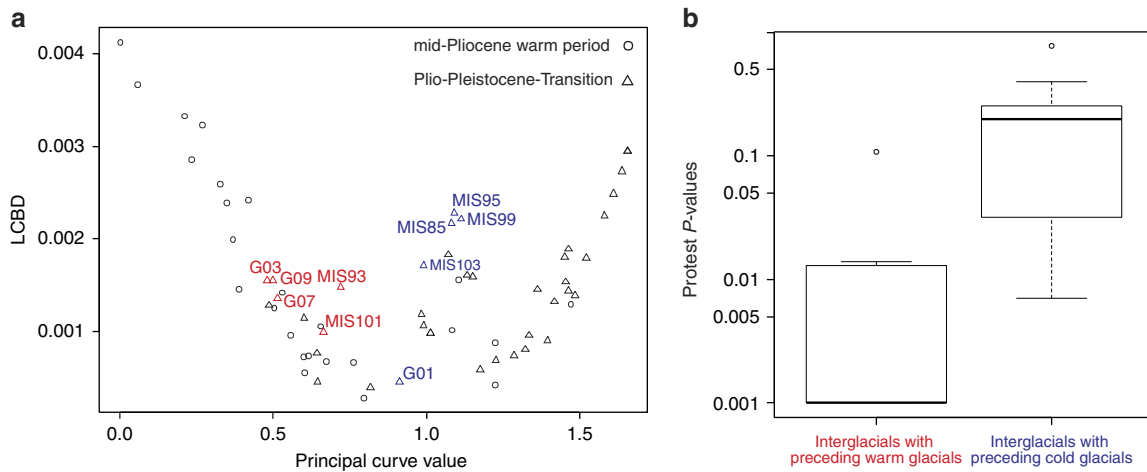 a
mid-Pliocene warm period
Plio-Pleistocene-Transition
LCBD
0.004
0.003
0.002
0.001
MIS95
MIS85
MIS99
MIS103
G03
G09
MIS93
G07
MIS101
G01
0.0
0.5
1.0
1.5
Principal curve value
b
Protest P-values
0.5
0.1
0.05
0.01
0.005
0.001
Interglacials with
preceding warm glacials
Interglacials with
preceding cold glacials